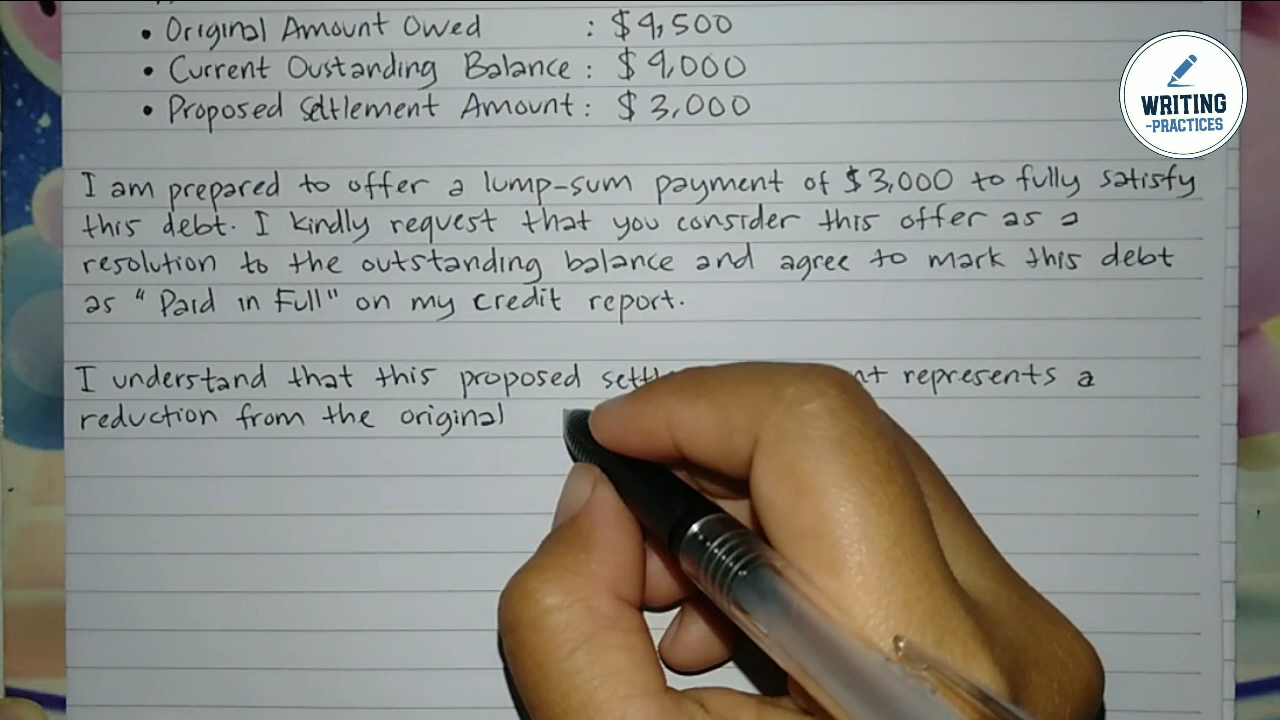 • Original Amount Owed : $9,500
• Current Oustanding Balance : $9,000
• Proposed Settlement Amount : $3,000
WRITING
-PRACTICES
I am prepared to offer a lump-sum payment of $3,000 to fully satisfy
this debt. I kindly request that you consider this offer as a
resolution to the outstanding balance and agree to mark this debt
as "Paid in Full" on my credit report.
I understand that this proposed represents a
reduction from the original